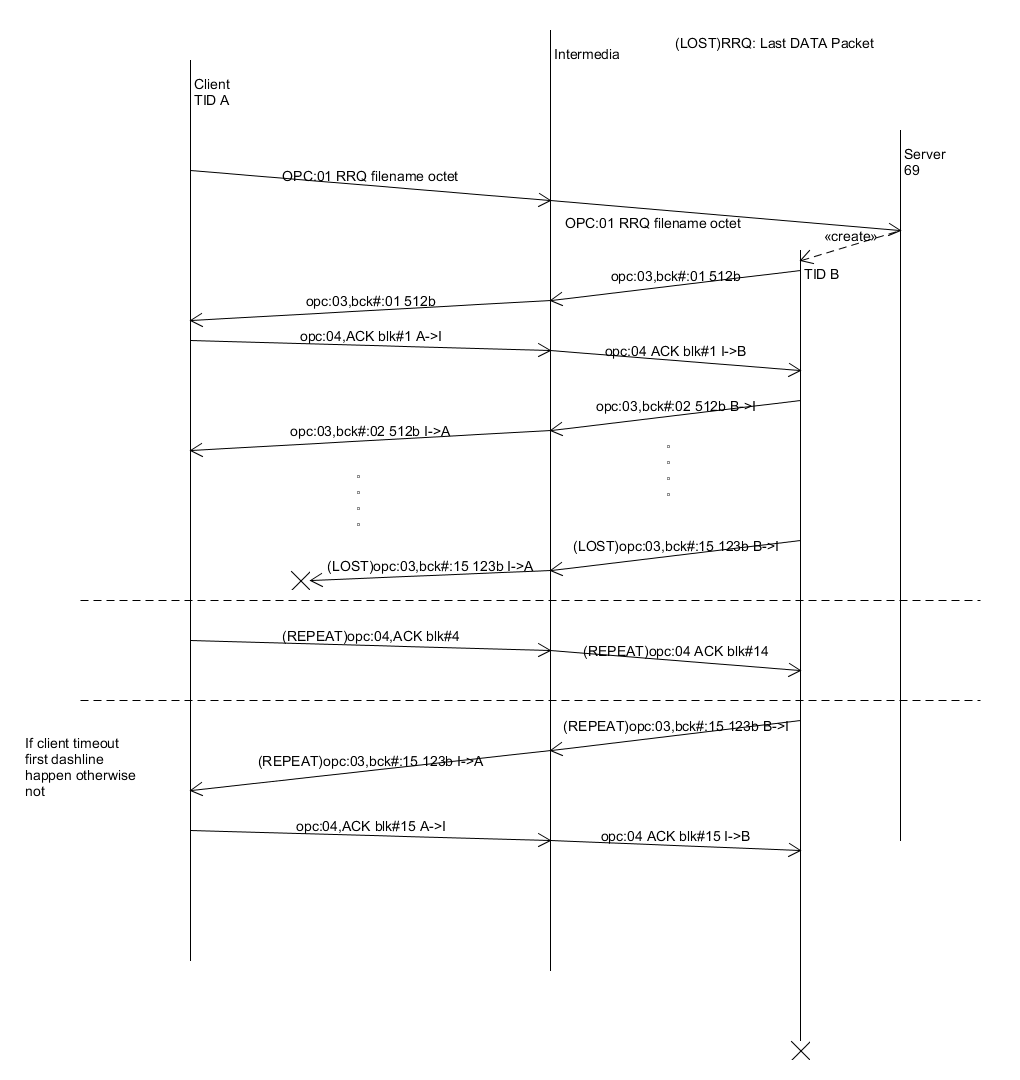 (LOST)RRQ: Last DATA Packet
Intermedia
Client
TID A
Server
69
OPC:01 RRQ filename octet
OPC:01 RRQ filename octet
«create»
TID B
opc:03,bck#:01 512b
opc:03,bck#:01 512b
opc:04,ACK blk#1 A->I
opc:04 ACK blk#1 I->B
opc:03,bck#:02 512b B->I
opc:03,bck#:02 512b I->A
(LOST)opc:03,bck#:15 123b B->I
(LOST)opc:03,bck#:15 123b I->A
(REPEAT)opc:04,ACK blk#4
(REPEAT)opc:04 ACK blk#14
(REPEAT)opc:03,bck#:15 123b B->I
If client timeout
first dashline
happen otherwise
not
(REPEAT)opc:03,bck#:15 123b I->A
opc:04,ACK blk#15 A->I
opc:04 ACK blk#15 I->B